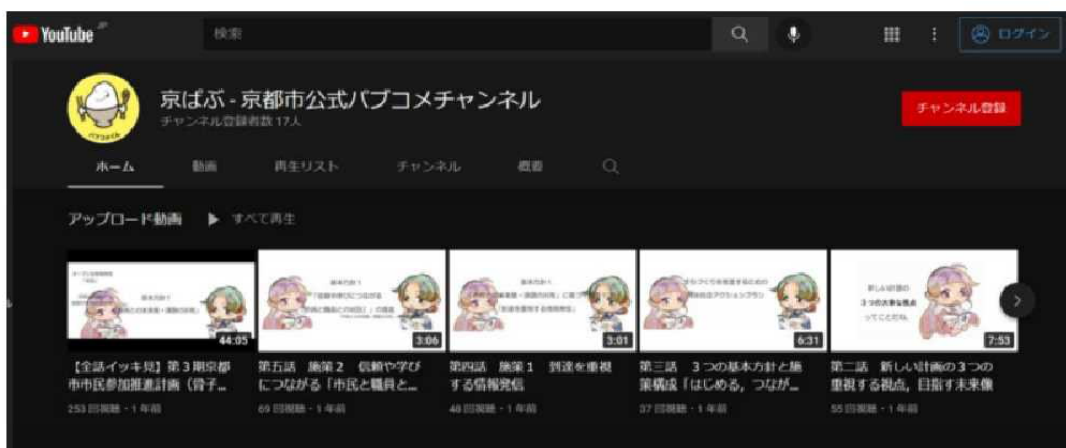 YouTube JP
検索
ログイン
京ぱぶ - 京都市公式パブコメチャンネル
チャンネル登録者数 17人
チャンネル登録
ホーム 動画 再生リスト チャンネル 概要
アップロード動画 ▶ すべて再生
基本方針1
新しい計画の
3つの大事な視点
ってことだね。
44:05
3:06
3:01
6:31
7:53
【全話イッキ見】第3期京都市市民参加推進計画（骨子...
253 回視聴・1 年前
第五話 施策2 信頼や学びにつながる「市民と職員と...
69 回視聴・1 年前
第四話 施策1 到達を重視する情報発信
48 回視聴・1 年前
第三話 3つの基本方針と施策構成「はじめる，つなが...
37 回視聴・1 年前
第二話 新しい計画の3つの重視する視点，目指す未来像
55 回視聴・1 年前